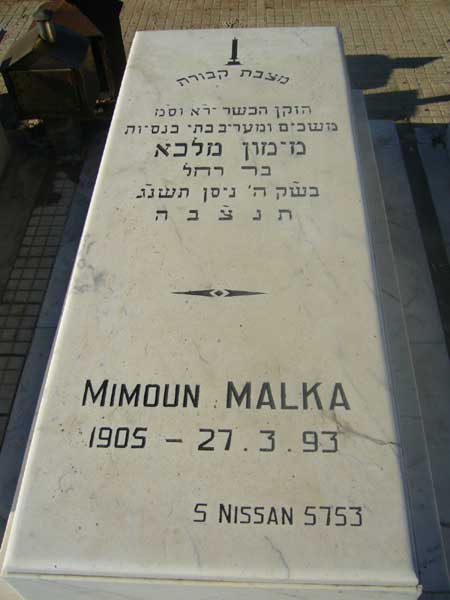 מצבת קבורה
הזקן הכשר ירא וסמ
משכים ומעריב בתי כנסיות
מימון מלכא
בר רחל
בשק ה' ניסן תשנג
תנצבה
MIMOUN MALKA
1905 - 27.3.93
5 NISSAN 5753